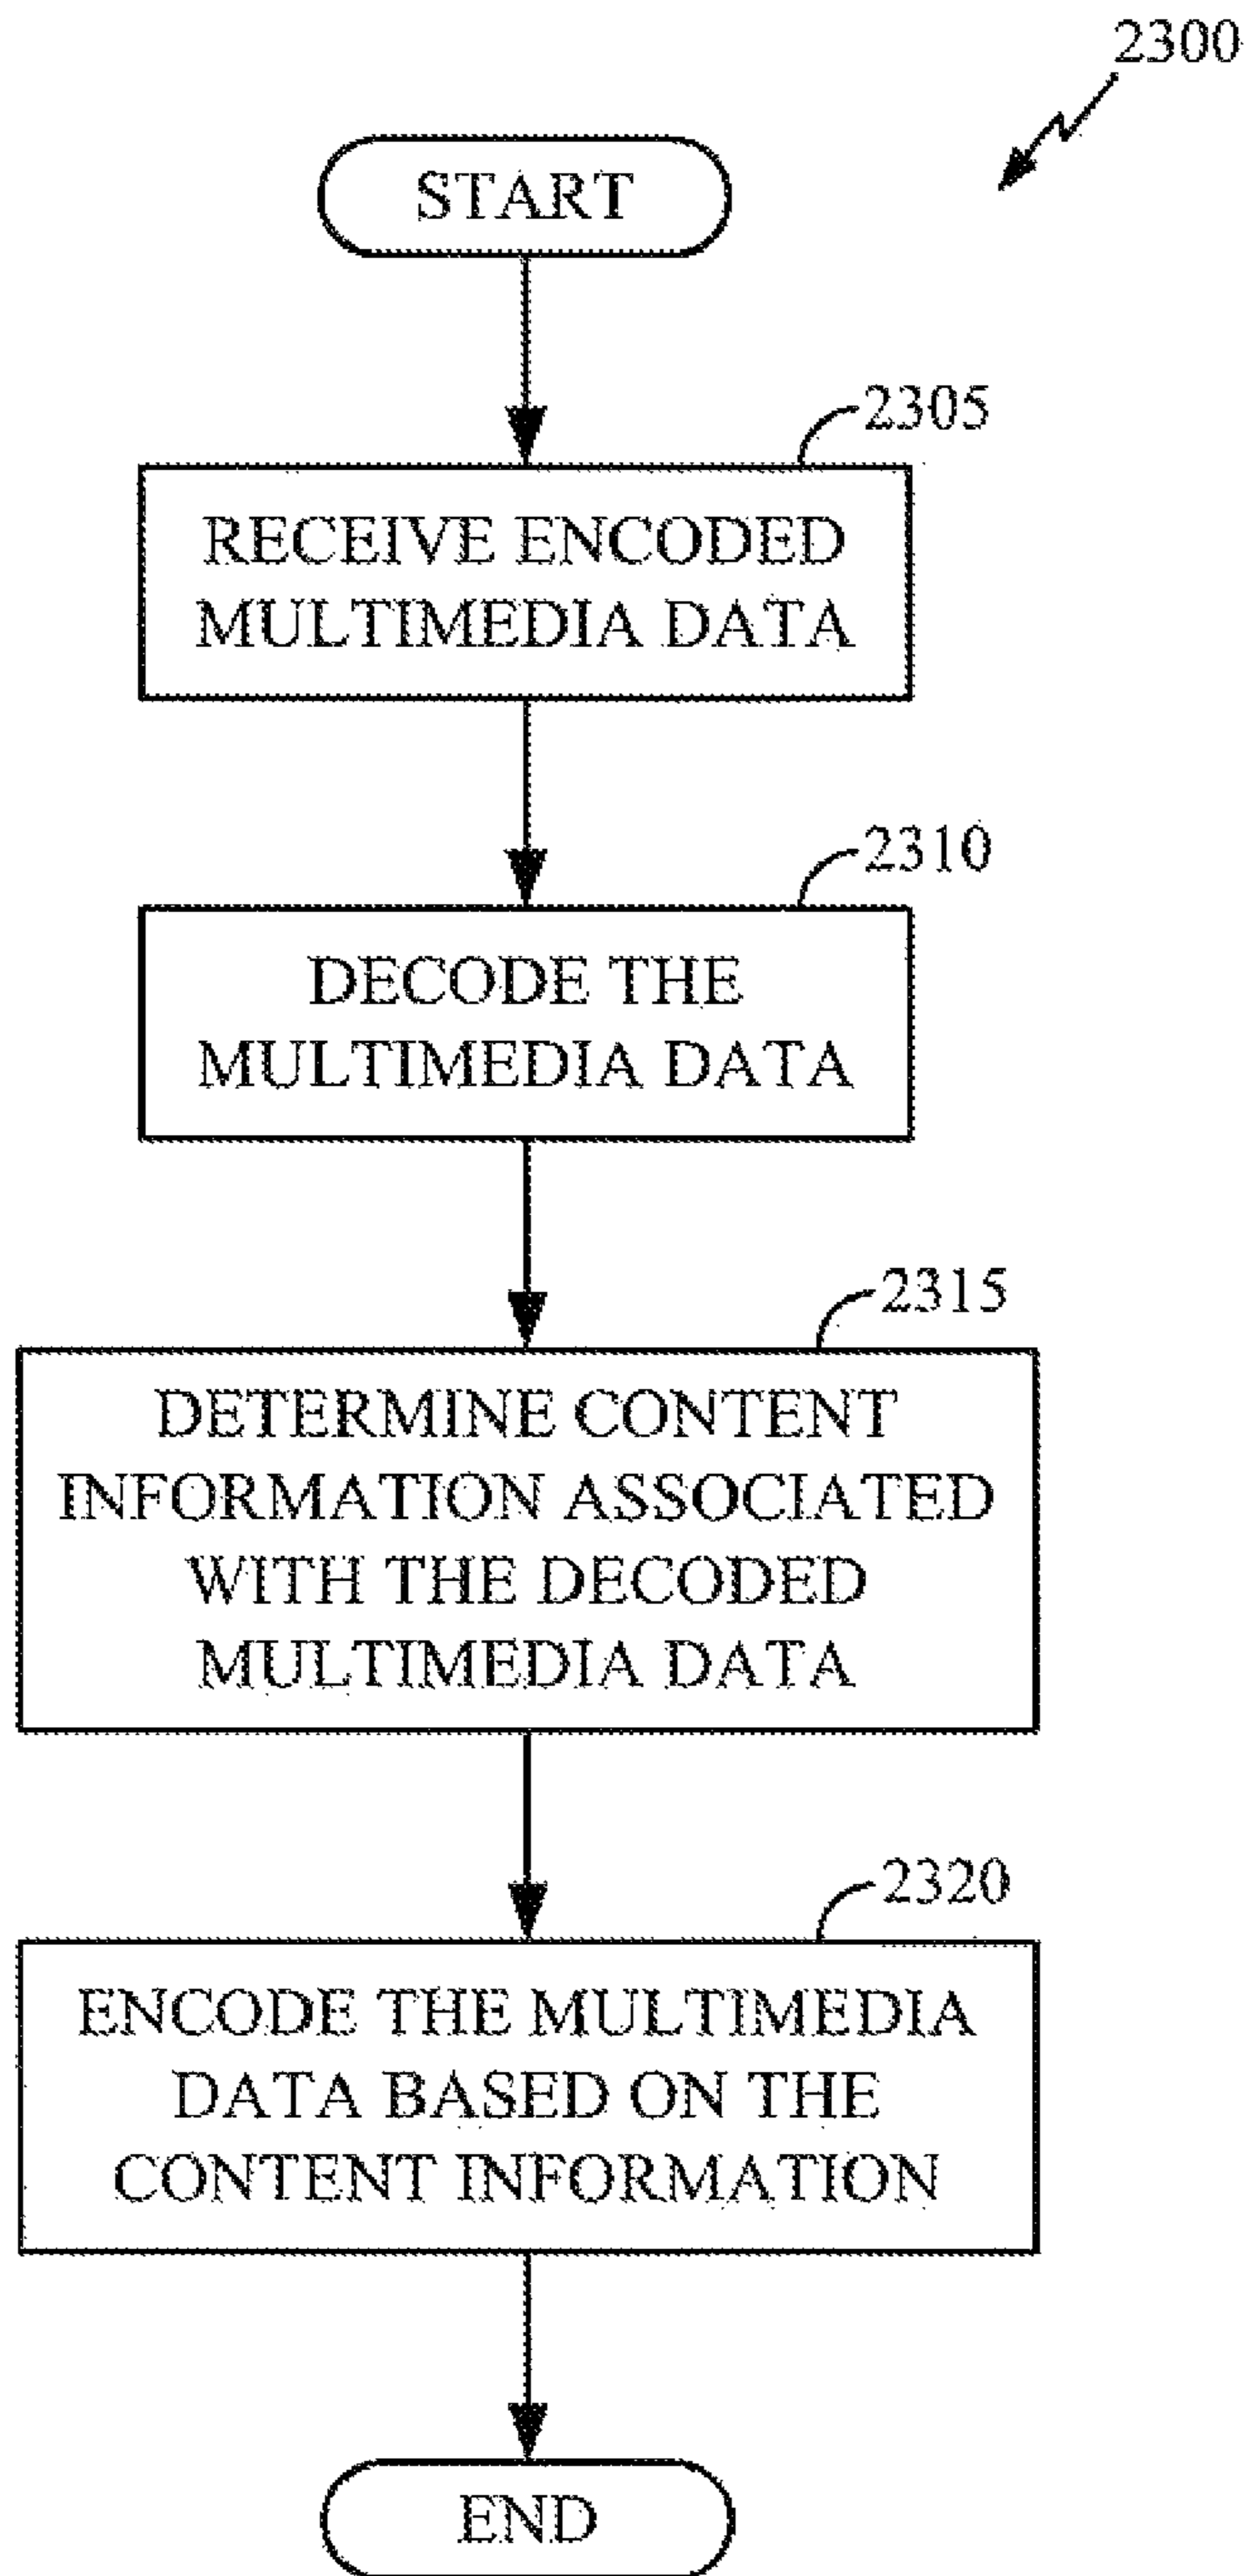 2300
START
2305
RECEIVE ENCODED
MULTIMEDIA DATA
2310
DECODE THE
MULTIMEDIA DATA
2315
DETERMINE CONTENT
INFORMATION ASSOCIATED
WITH THE DECODED
MULTIMEDIA DATA
2320
ENCODE THE MULTIMEDIA
DATA BASED ON THE
CONTENT INFORMATION
END